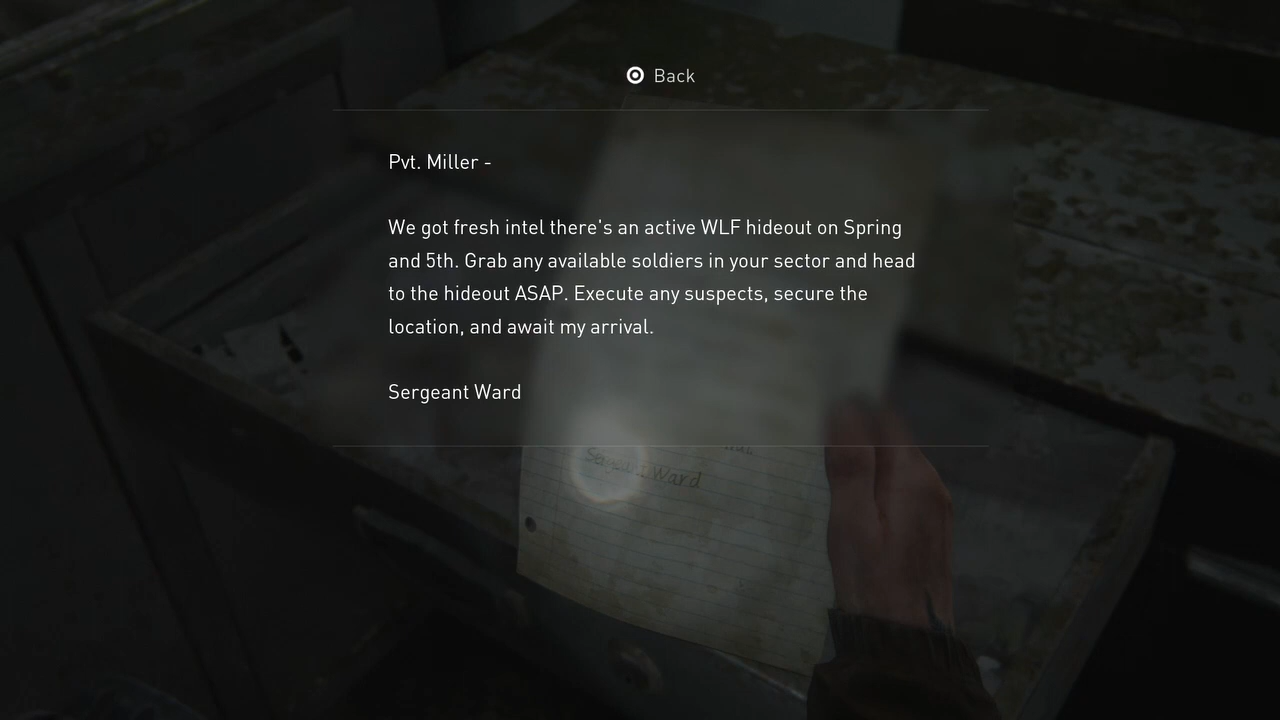 Back
Pvt. Miller -
We got fresh intel there's an active WLF hideout on Spring
and 5th. Grab any available soldiers in your sector and head
to the hideout ASAP. Execute any suspects, secure the
location, and await my arrival.
Sergeant Ward
Sergeant Ward